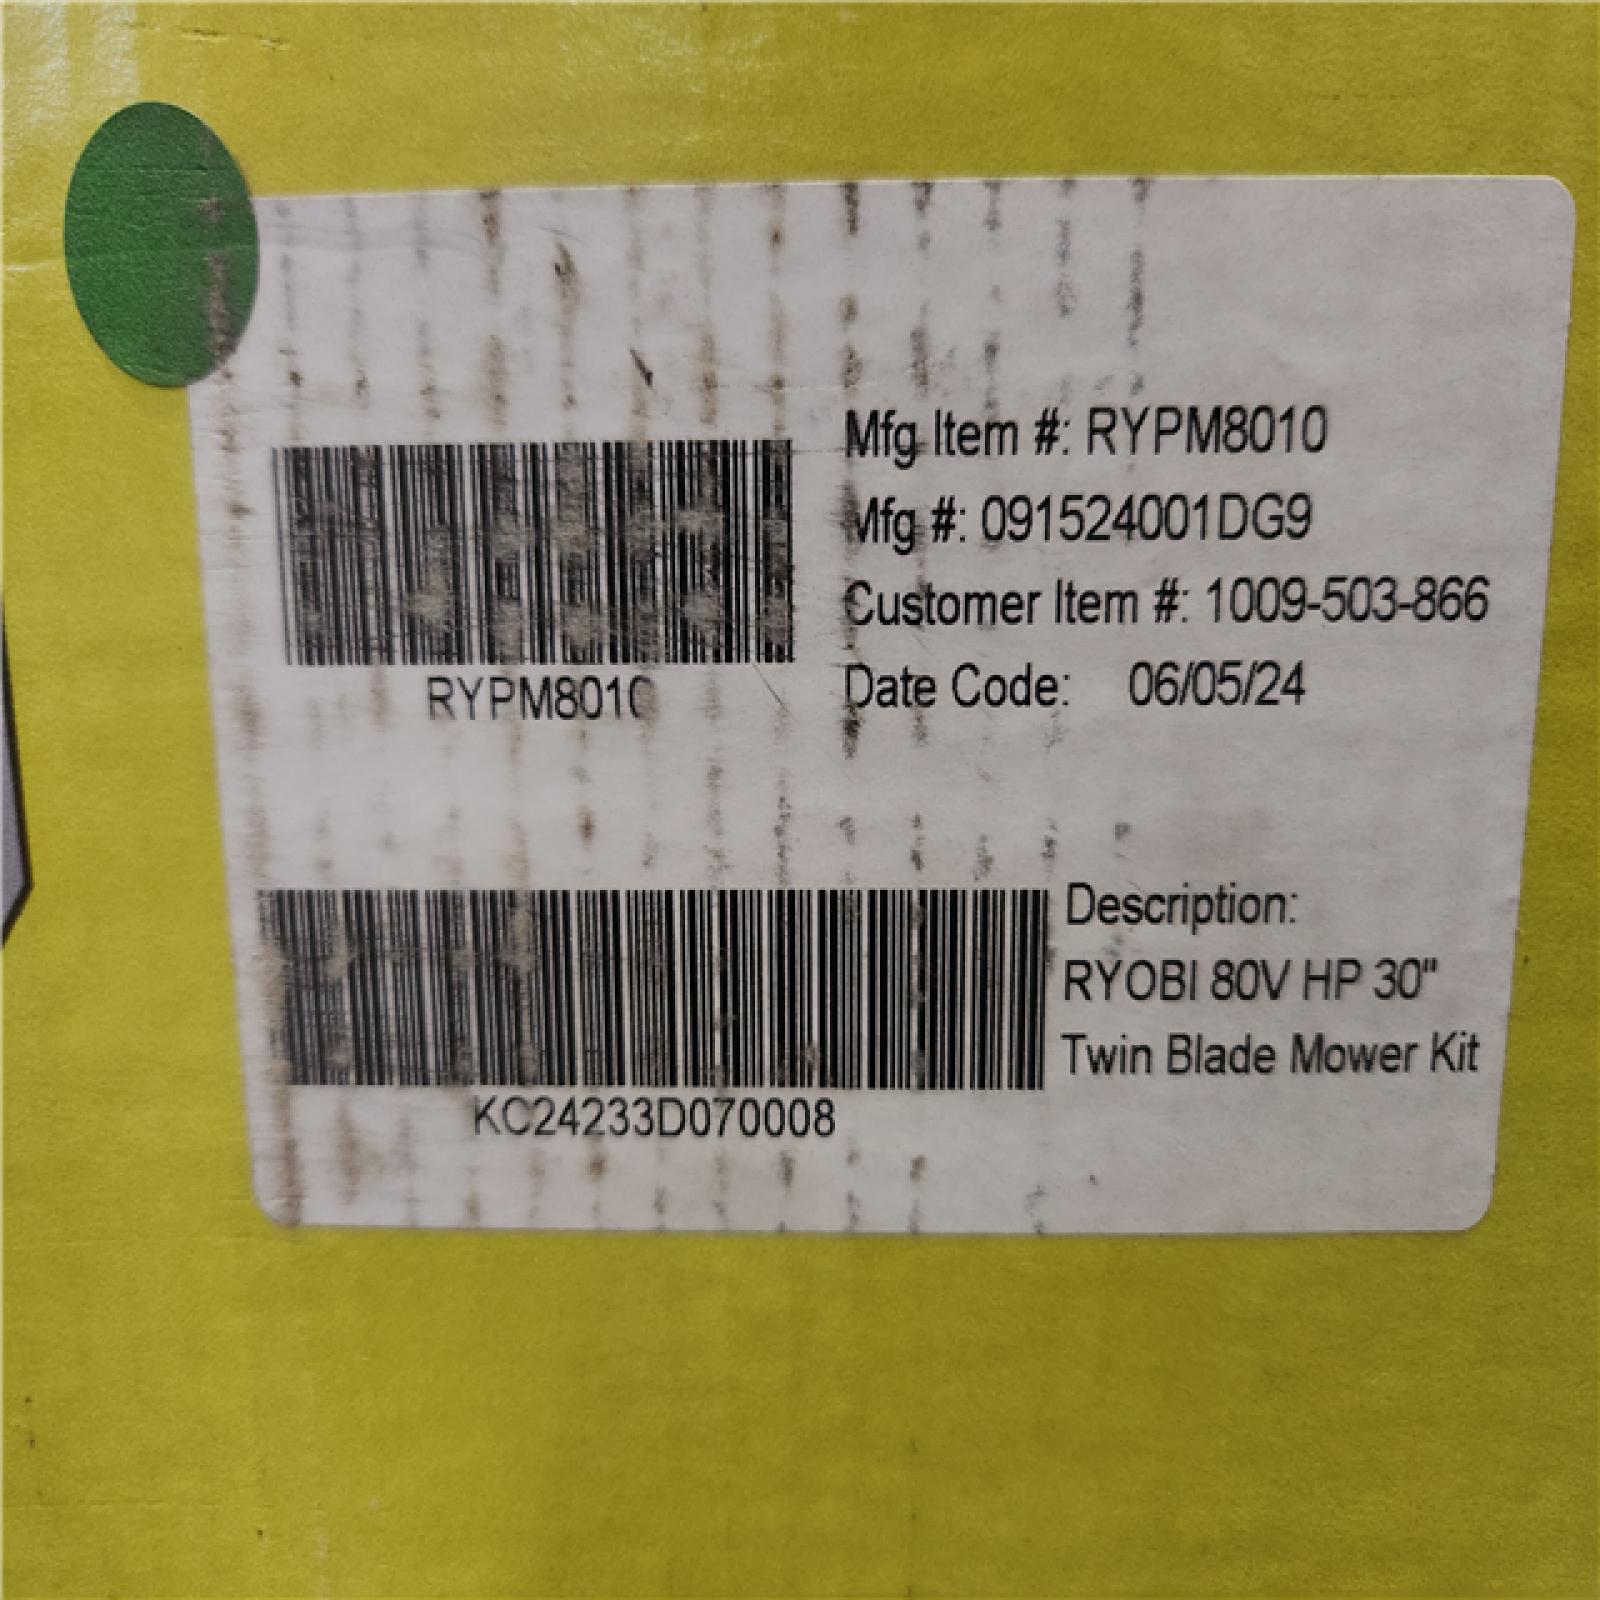 Mfg Item #: RYPM8010
Mfg #: 091524001DG9
Customer Item #: 1009-503-866
Date Code: 06/05/24
RYPM8010
Description:
RYOBI 80V HP 30"
Twin Blade Mower Kit
KC24233D070008